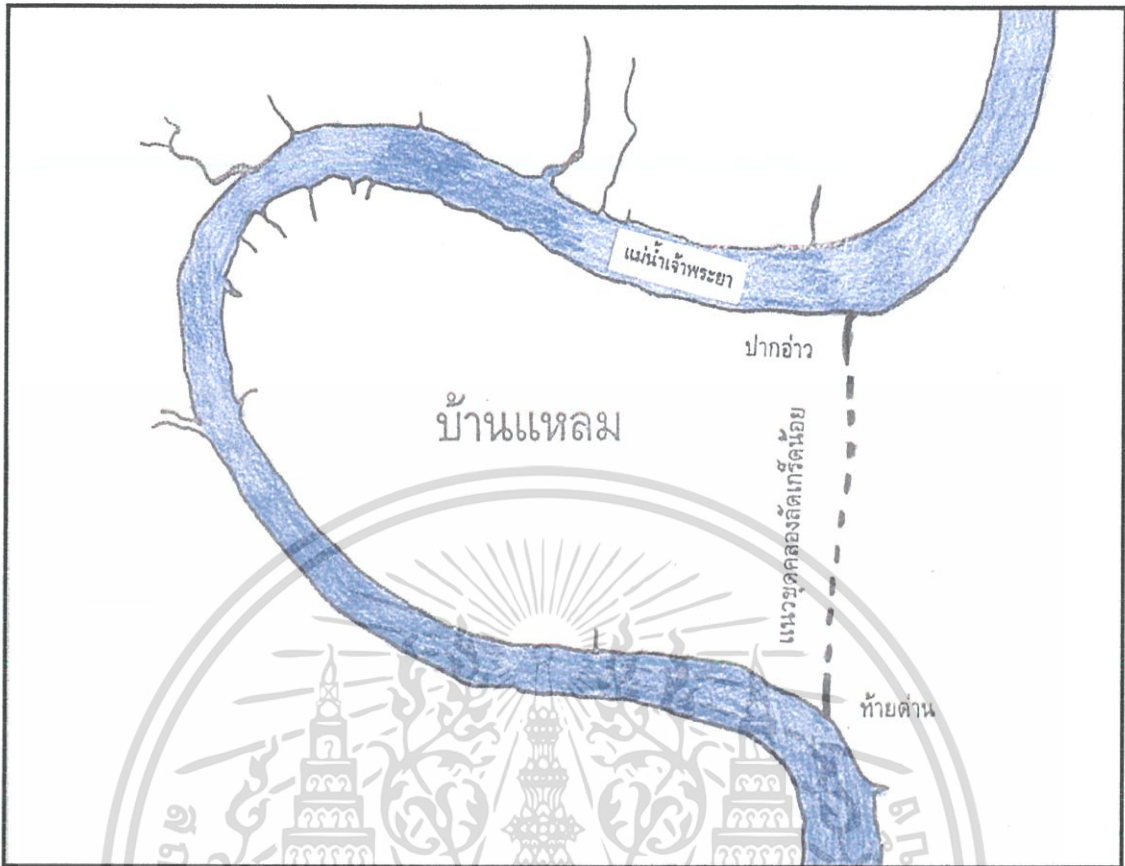 แม่น้ำเจ้าพระยา
ปากอ่าว
บ้านแหลม
แนวขุดคลองลัดเกร็ดน้อย
ท้ายด่าน